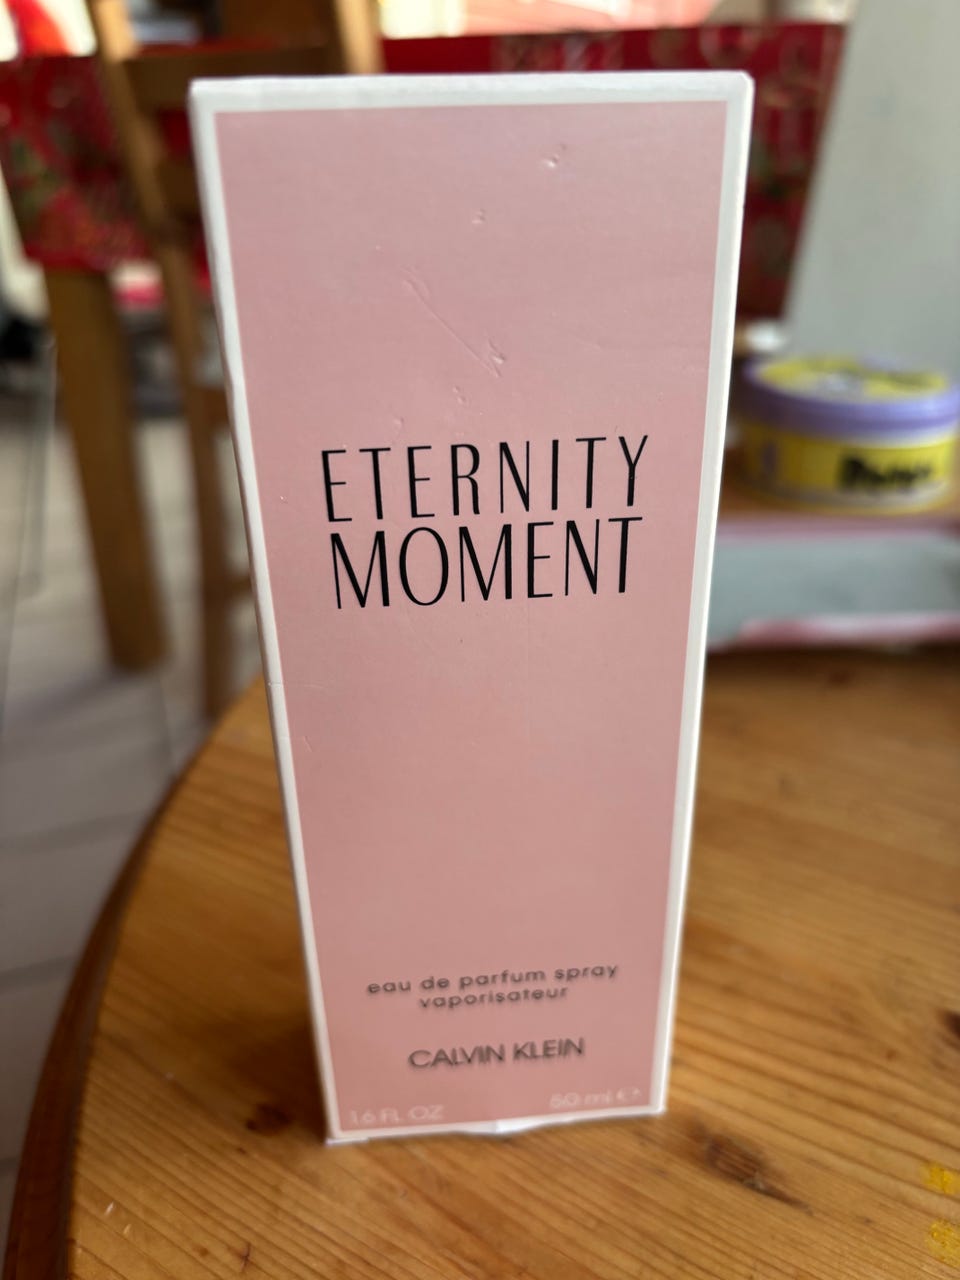 ETERNITY
MOMENT
eau de parfum spray
vaporisateur
CALVIN KLEIN
1.6 FL. OZ
50 ml e